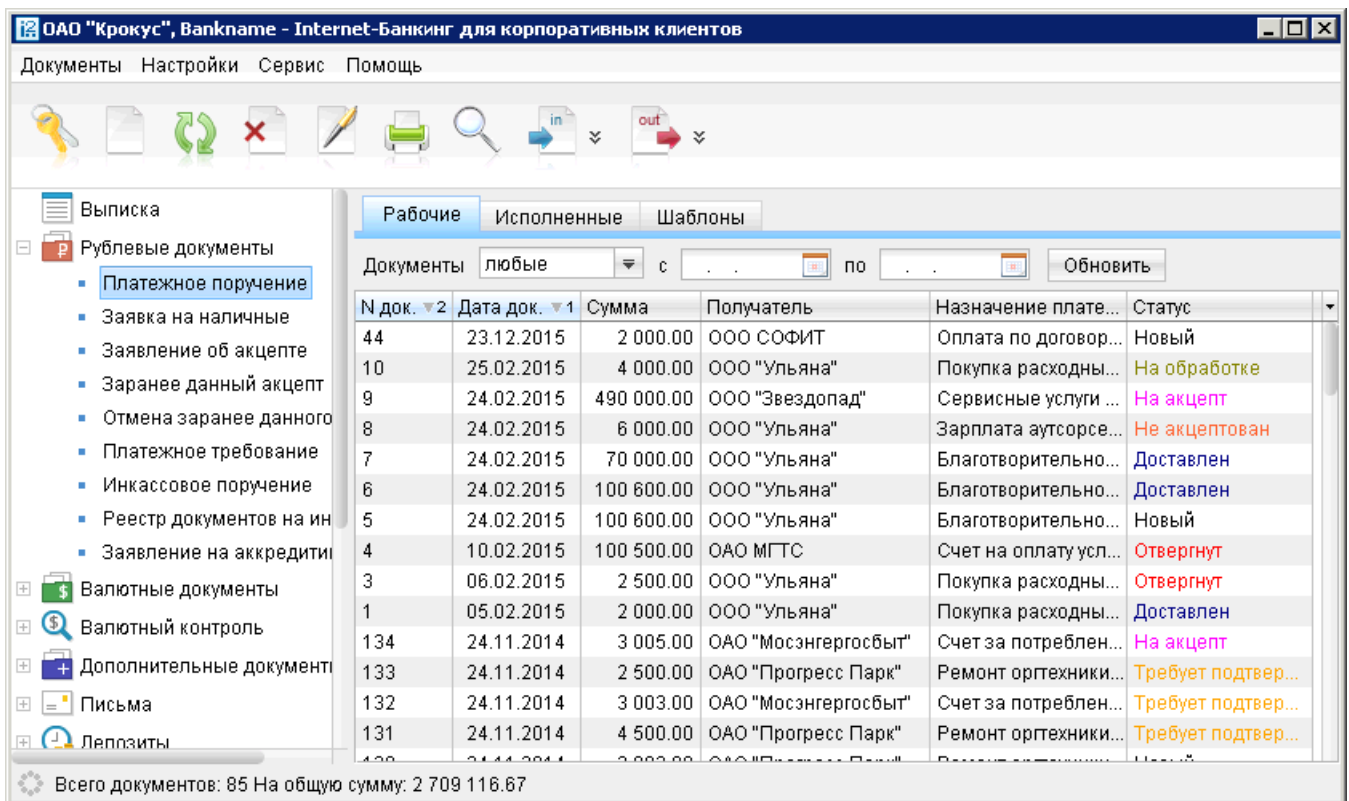 ОАО "Крокус", Bankname - Internet-Банкинг для корпоративных клиентов
Документы Настройки Сервис Помощь
in out
Выписка
Рублевые документы
Платежное поручение
Заявка на наличные
Заявление об акцепте
Заранее данный акцепт
Отмена заранее данного
Платежное требование
Инкассовое поручение
Реестр документов на ин
Заявление на аккредити
Валютные документы
Валютный контроль
Дополнительные документы
Письма
Депозиты
Рабочие Исполненные Шаблоны
Документы любые с . . по . . Обновить
N док. 2 Дата док. 1 Сумма Получатель Назначение плате... Статус
44 23.12.2015 2 000.00 ООО СОФИТ Оплата по договор... Новый
10 25.02.2015 4 000.00 ООО "Ульяна" Покупка расходны... На обработке
9 24.02.2015 490 000.00 ООО "Звездопад" Сервисные услуги ... На акцепт
8 24.02.2015 6 000.00 ООО "Ульяна" Зарплата аутсорсе... Не акцептован
7 24.02.2015 70 000.00 ООО "Ульяна" Благотворительно... Доставлен
6 24.02.2015 100 600.00 ООО "Ульяна" Благотворительно... Доставлен
5 24.02.2015 100 600.00 ООО "Ульяна" Благотворительно... Новый
4 10.02.2015 100 500.00 ОАО МГТС Счет на оплату усл... Отвергнут
3 06.02.2015 2 500.00 ООО "Ульяна" Покупка расходны... Отвергнут
1 05.02.2015 2 000.00 ООО "Ульяна" Покупка расходны... Доставлен
134 24.11.2014 3 005.00 ОАО "Мосэнгергосбыт" Счет за потреблен... На акцепт
133 24.11.2014 2 500.00 ОАО "Прогресс Парк" Ремонт оргтехники... Требует подтвер...
132 24.11.2014 3 003.00 ОАО "Мосэнгергосбыт" Счет за потреблен... Требует подтвер...
131 24.11.2014 4 500.00 ОАО "Прогресс Парк" Ремонт оргтехники... Требует подтвер...
Всего документов: 85 На общую сумму: 2 709 116.67